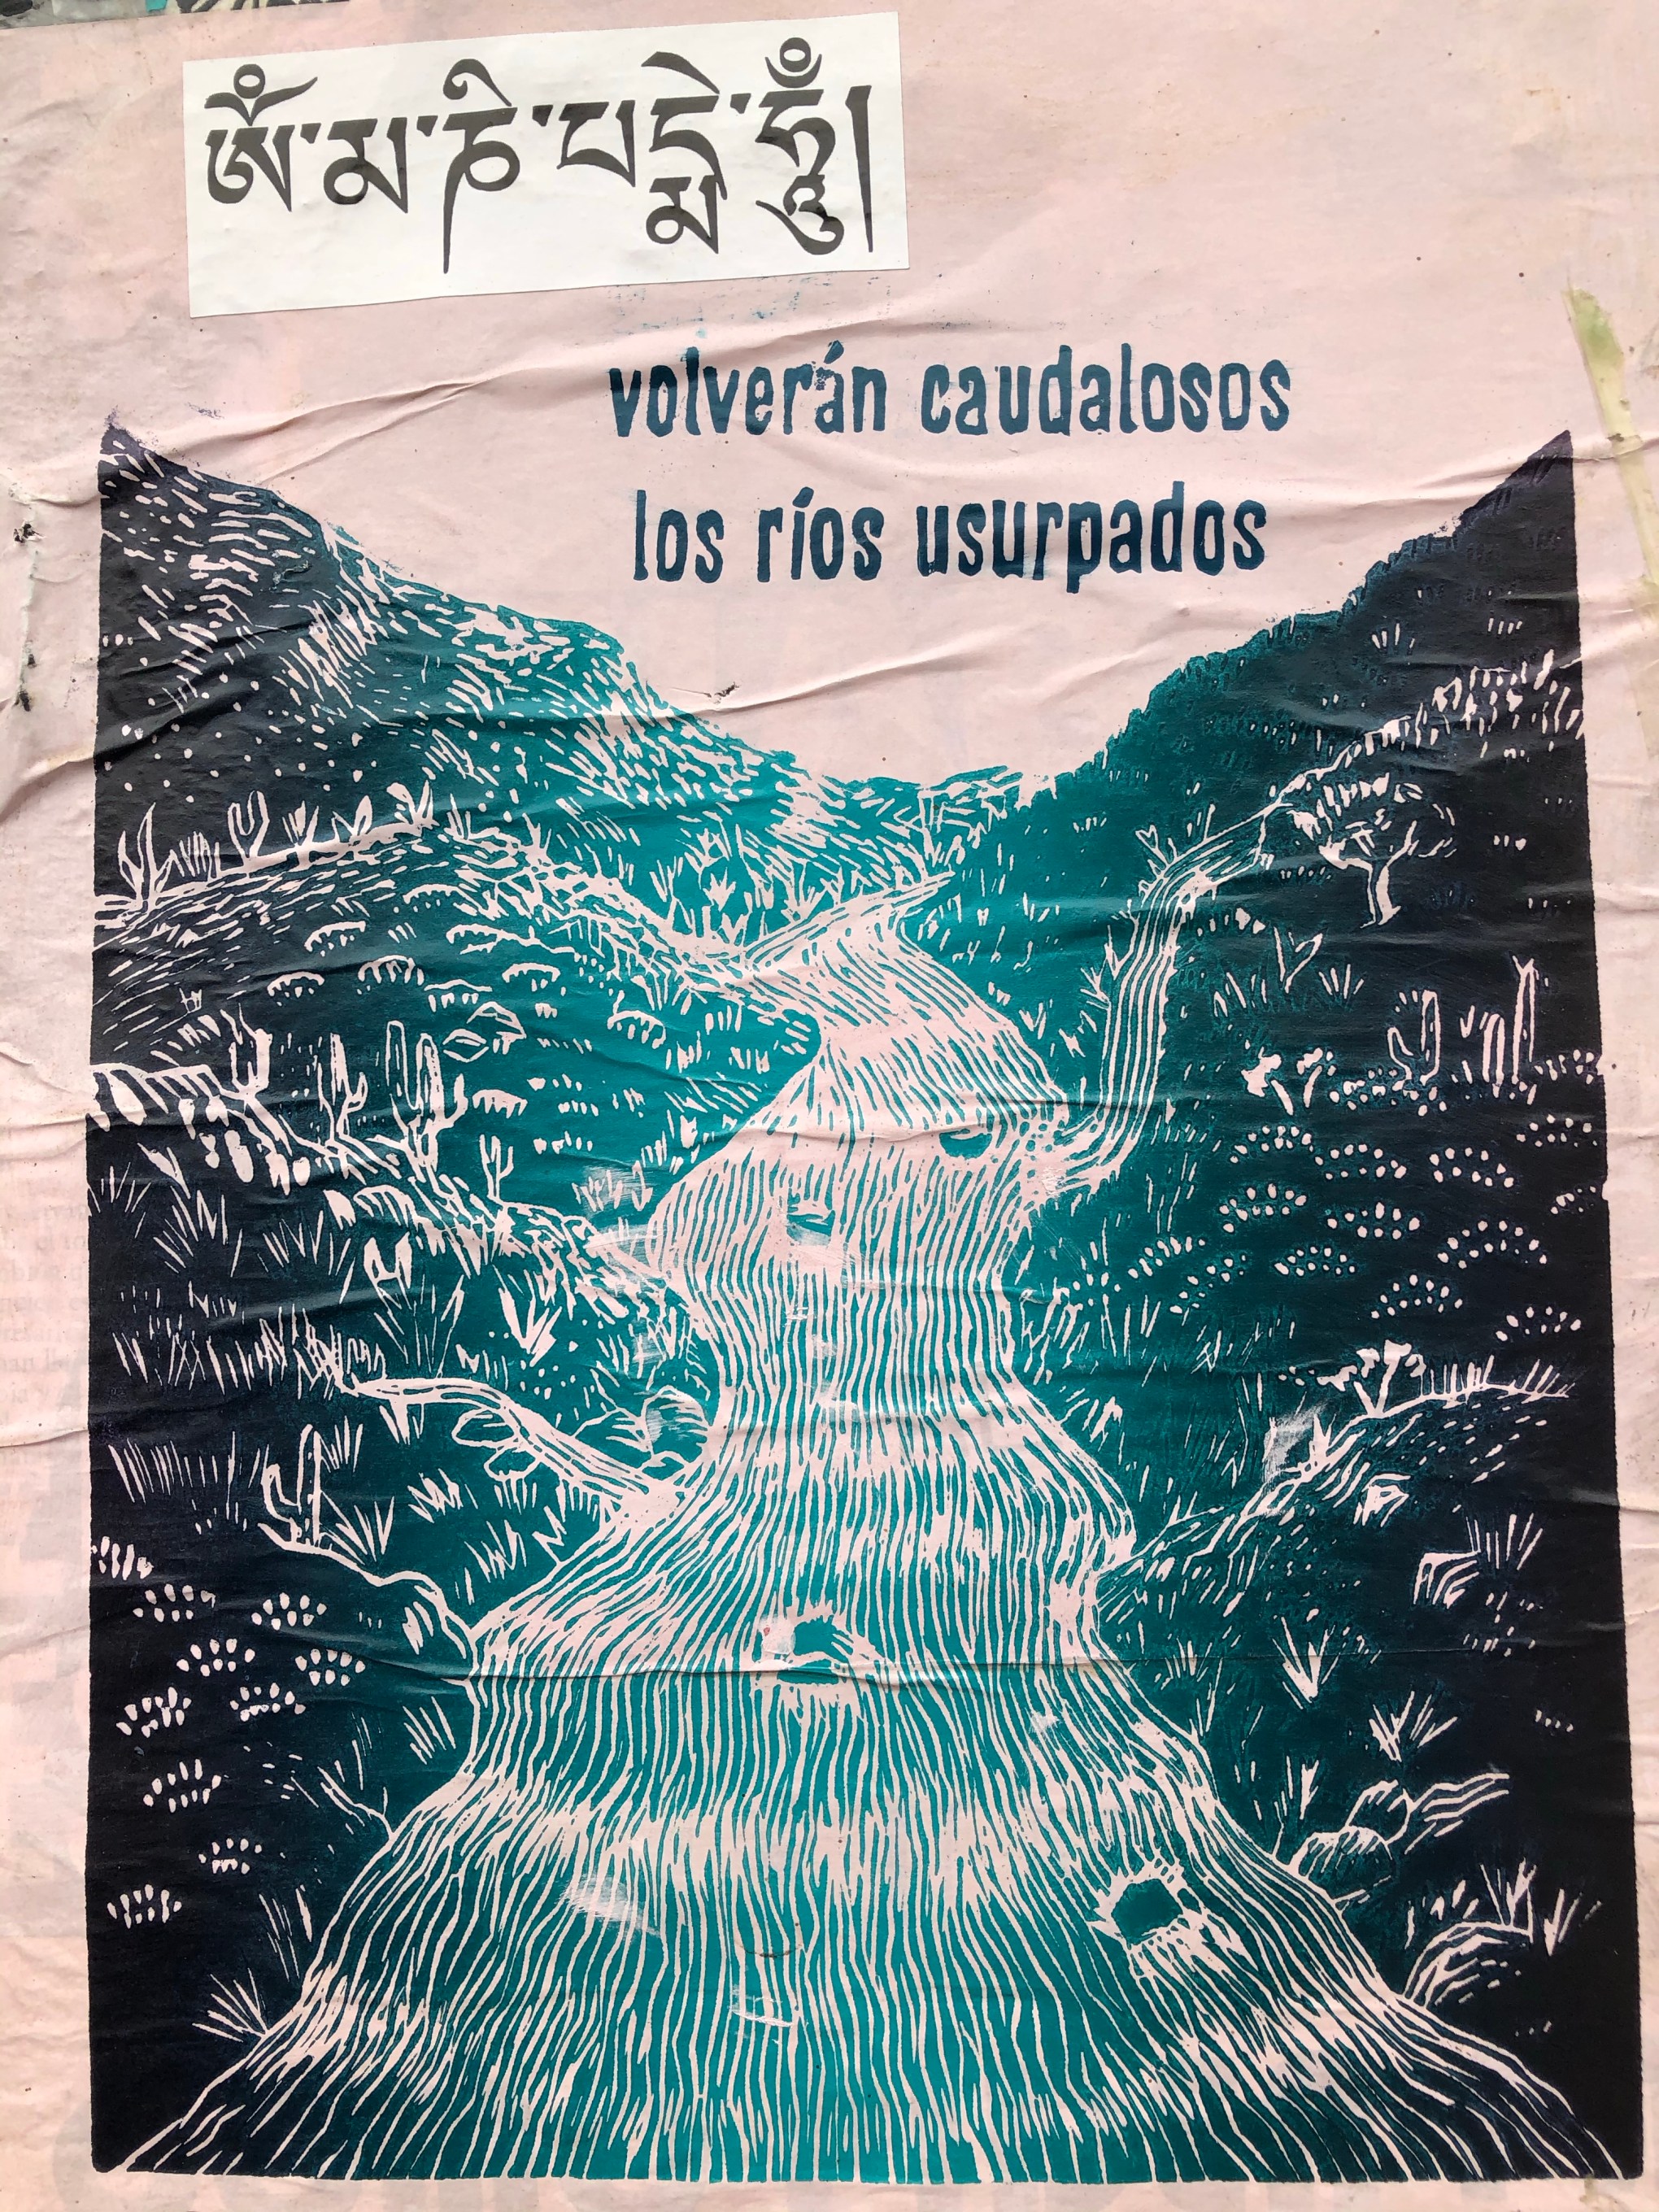 ཨོཾ་མ་ཎི་པདྨེ་ཧཱུྃ།
volverán caudalosos
los ríos usurpados